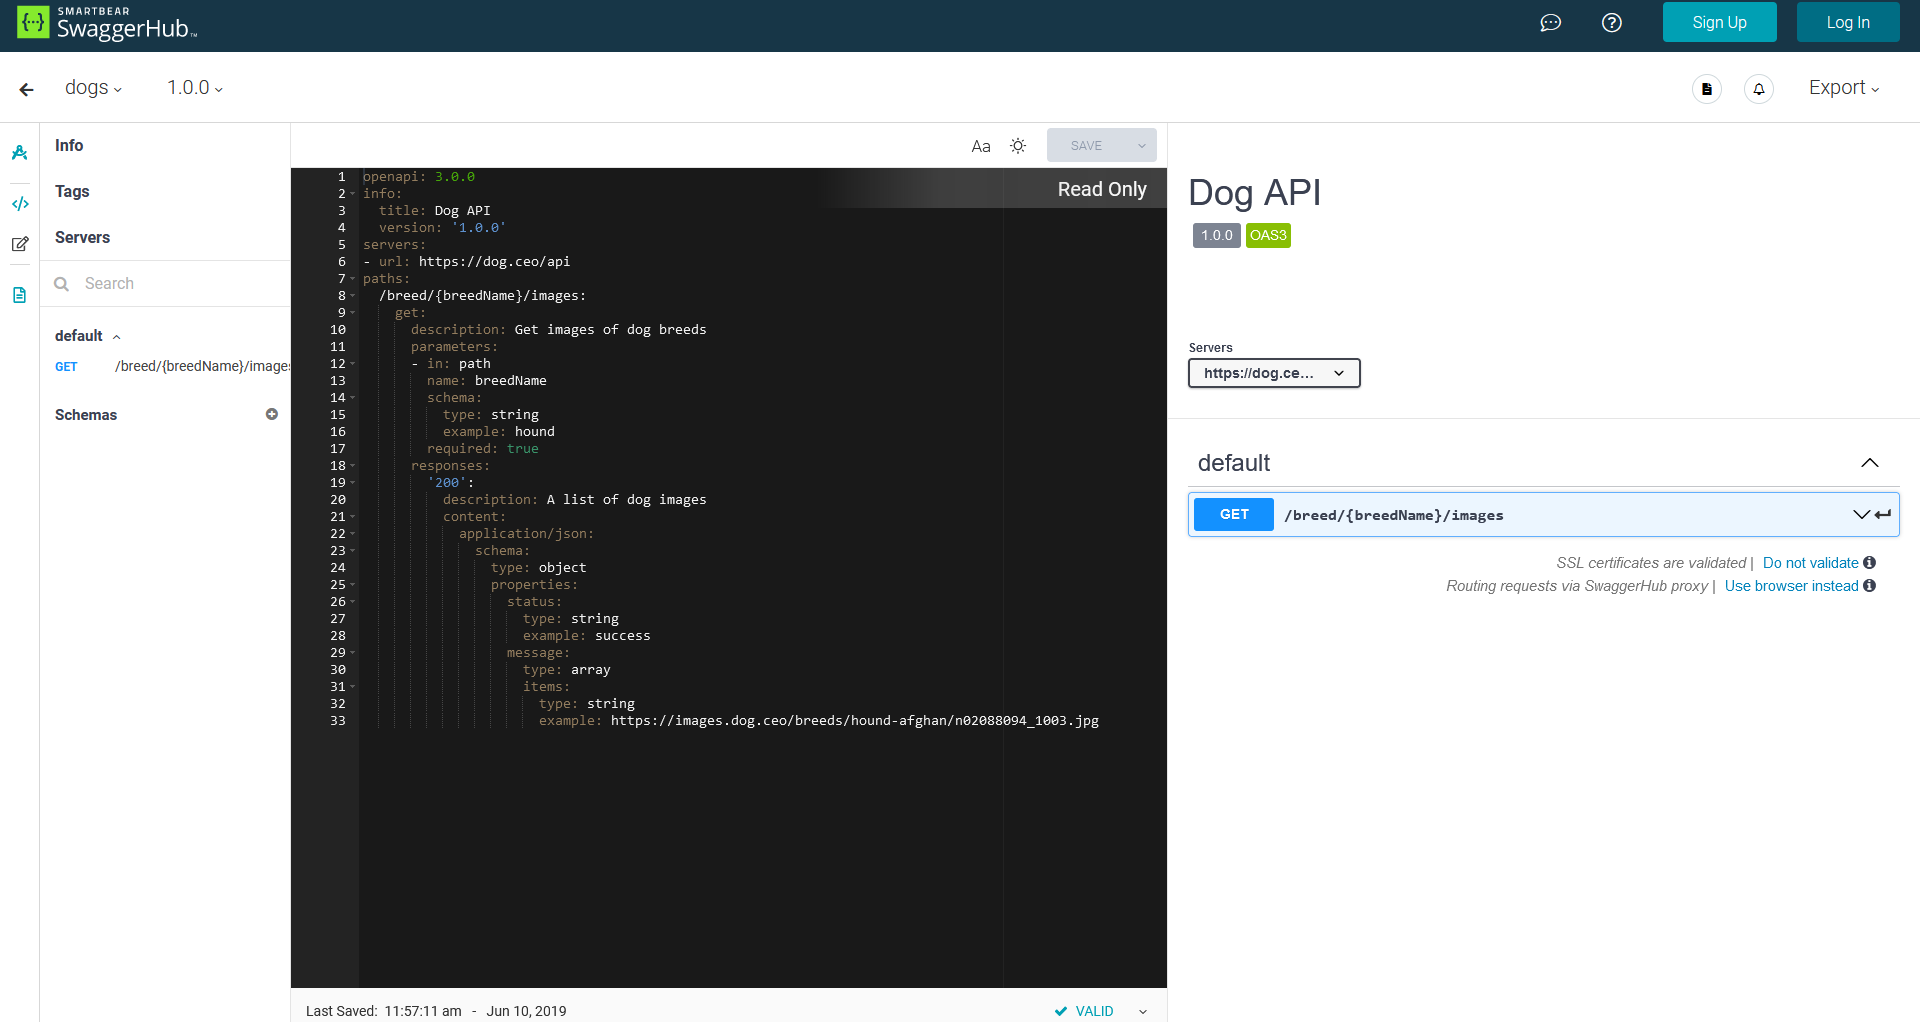 SMARTBEAR
SwaggerHub™
Sign Up
Log In
dogs
1.0.0
Export
Info
Tags
Servers
Search
default
GET /breed/{breedName}/images
Schemas
Aa
SAVE
Read Only
1 openapi: 3.0.0
2 info:
3   title: Dog API
4   version: '1.0.0'
5 servers:
6 - url: https://dog.ceo/api
7 paths:
8   /breed/{breedName}/images:
9     get:
10       description: Get images of dog breeds
11       parameters:
12       - in: path
13         name: breedName
14         schema:
15           type: string
16           example: hound
17         required: true
18       responses:
19         '200':
20           description: A list of dog images
21           content:
22             application/json:
23               schema:
24                 type: object
25                 properties:
26                   status:
27                     type: string
28                     example: success
29                   message:
30                     type: array
31                     items:
32                       type: string
33                       example: https://images.dog.ceo/breeds/hound-afghan/n02088094_1003.jpg
Last Saved: 11:57:11 am - Jun 10, 2019
VALID
Dog API
1.0.0 OAS3
Servers
https://dog.ce...
default
GET /breed/{breedName}/images
SSL certificates are validated | Do not validate
Routing requests via SwaggerHub proxy | Use browser instead